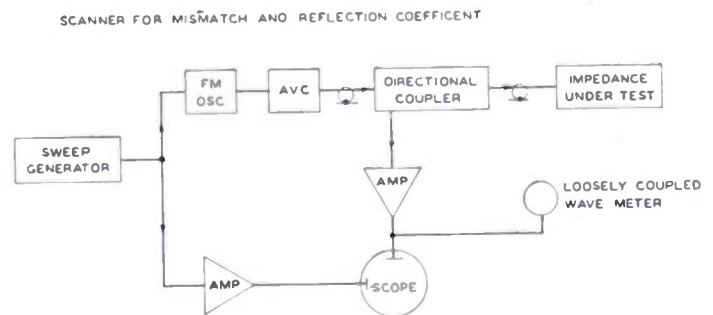 SCANNER FOR MISMATCH AND REFLECTION COEFFICENT
FM
OSC
AVC
DIRECTIONAL
COUPLER
IMPEDANCE
UNDER TEST
SWEEP
GENERATOR
AMP
LOOSELY COUPLED
WAVE METER
AMP
SCOPE